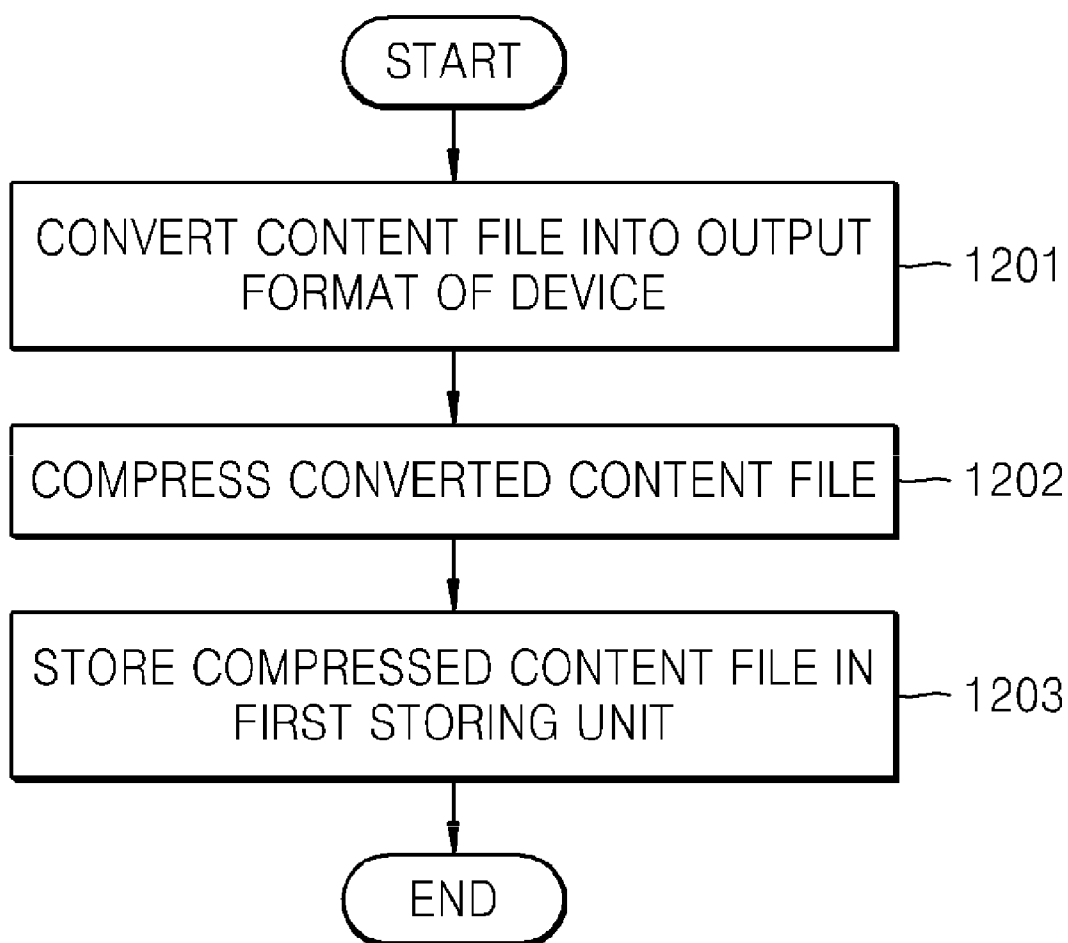 START
CONVERT CONTENT FILE INTO OUTPUT
FORMAT OF DEVICE
1201
COMPRESS CONVERTED CONTENT FILE
1202
STORE COMPRESSED CONTENT FILE IN
FIRST STORING UNIT
1203
END